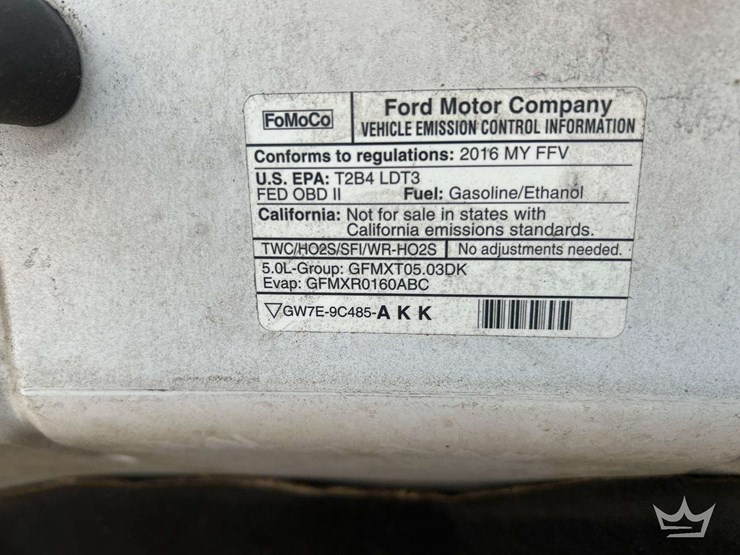 FoMoCo
Ford Motor Company
VEHICLE EMISSION CONTROL INFORMATION
Conforms to regulations: 2016 MY FFV
U.S. EPA: T2B4 LDT3
FED OBD II Fuel: Gasoline/Ethanol
California: Not for sale in states with
California emissions standards.
TWC/HO2S/SFI/WR-HO2S No adjustments needed.
5.0L-Group: GFMXT05.03DK
Evap: GFMXR0160ABC
GW7E-9C485-A K K